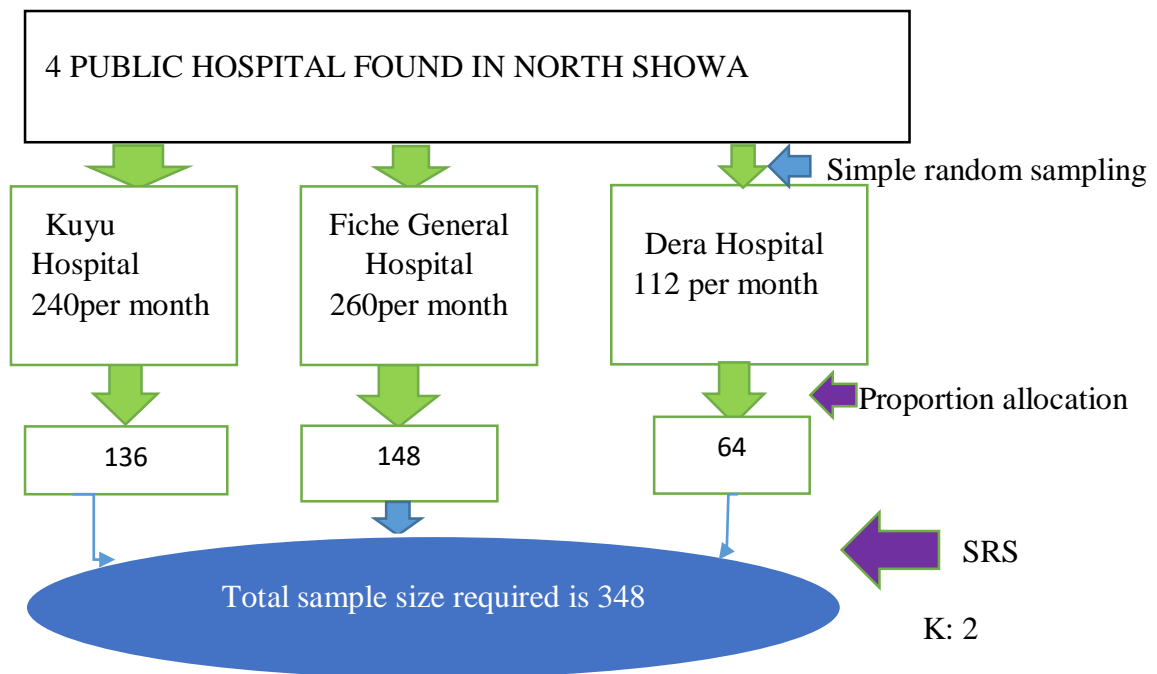 4 PUBLIC HOSPITAL FOUND IN NORTH SHOWA
Simple random sampling
Kuyu
Hospital
240per month
Fiche General
Hospital
260per month
Dera Hospital
112 per month
Proportion allocation
136
148
64
SRS
Total sample size required is 348
K: 2